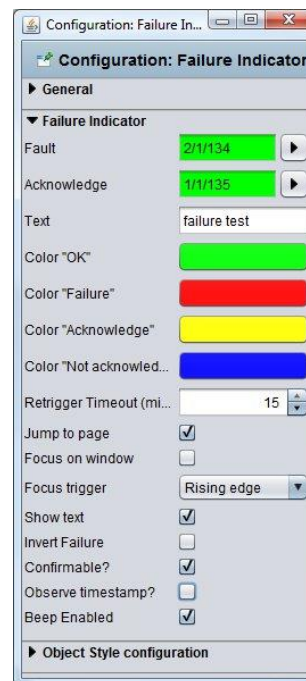 Configuration: Failure In...
Configuration: Failure Indicator
General
Failure Indicator
Fault 2/1/134
Acknowledge 1/1/135
Text failure test
Color "OK"
Color "Failure"
Color "Acknowledge"
Color "Not acknowled...
Retrigger Timeout (mi... 15
Jump to page
Focus on window
Focus trigger Rising edge
Show text
Invert Failure
Confirmable?
Observe timestamp?
Beep Enabled
Object Style configuration